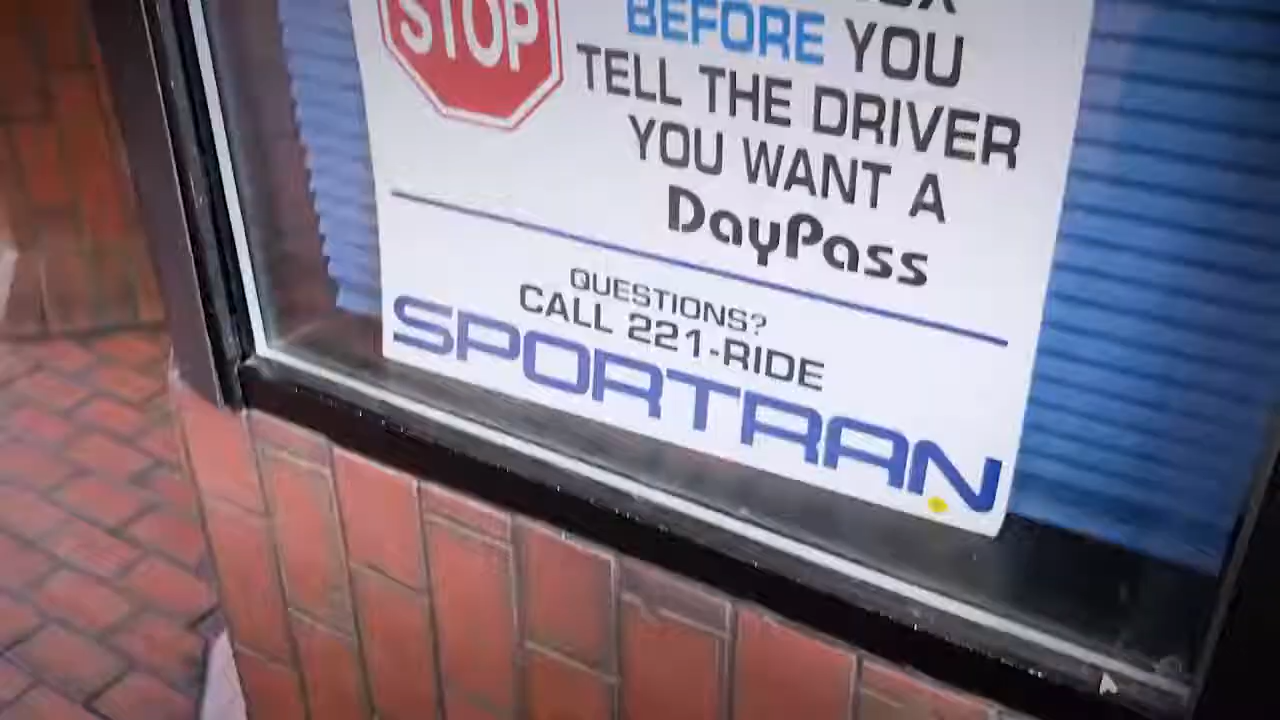 STOP
BEFORE YOU
TELL THE DRIVER
YOU WANT A
DayPass
QUESTIONS?
CALL 221-RIDE
SPORTRAN